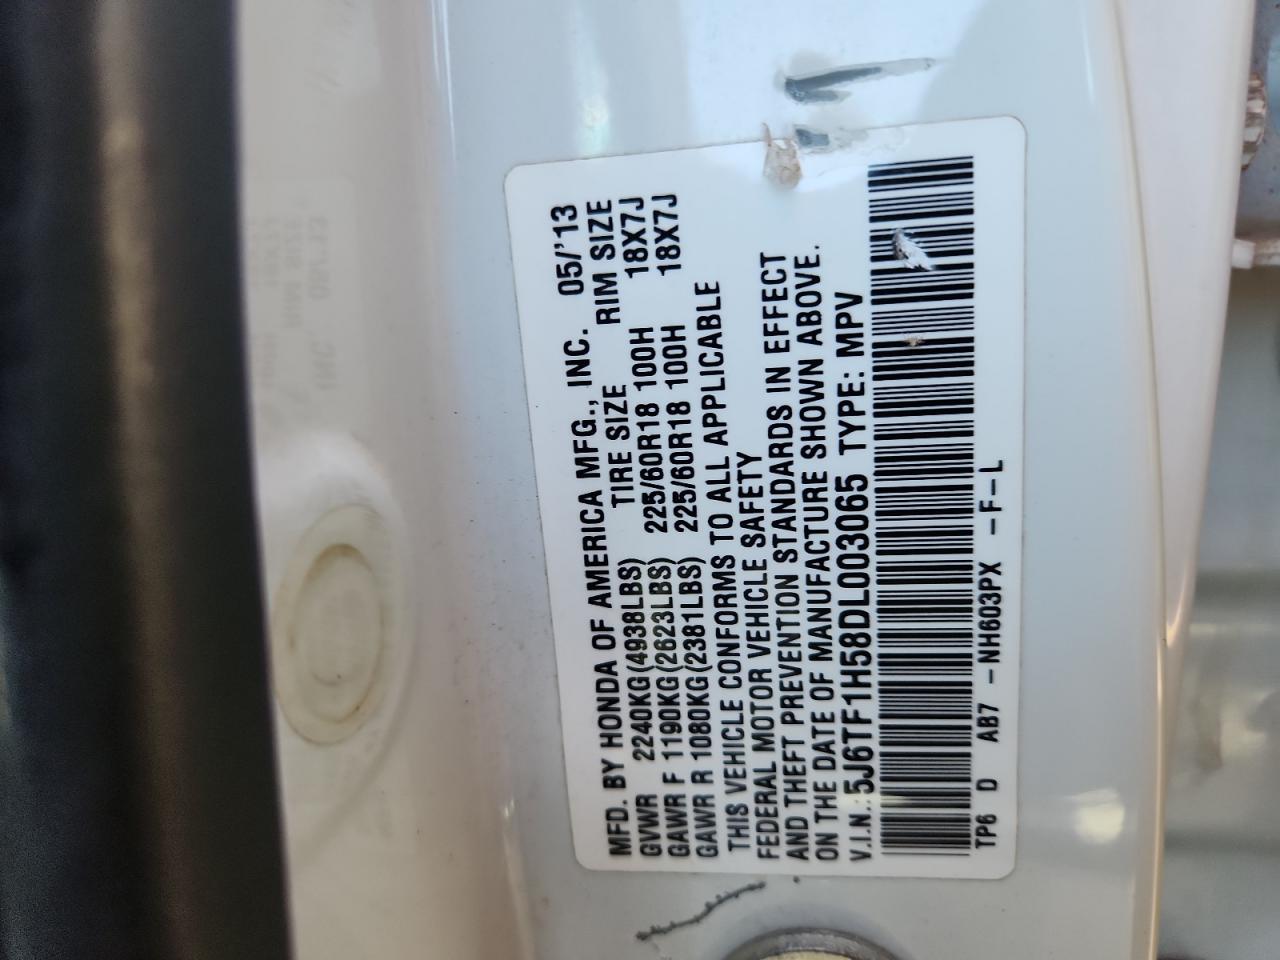 MFD. BY HONDA OF AMERICA MFG., INC. 05/'13
GVWR 2240KG(4938LBS) TIRE SIZE RIM SIZE
GAWR F 1190KG(2623LBS) 225/60R18 100H 18X7J
GAWR R 1080KG(2381LBS) 225/60R18 100H 18X7J
THIS VEHICLE CONFORMS TO ALL APPLICABLE
FEDERAL MOTOR VEHICLE SAFETY
AND THEFT PREVENTION STANDARDS IN EFFECT
ON THE DATE OF MANUFACTURE SHOWN ABOVE.
V.I.N.:5J6TF1H58DL003065 TYPE: MPV
TP6 D AB7 -NH603PX -F-L